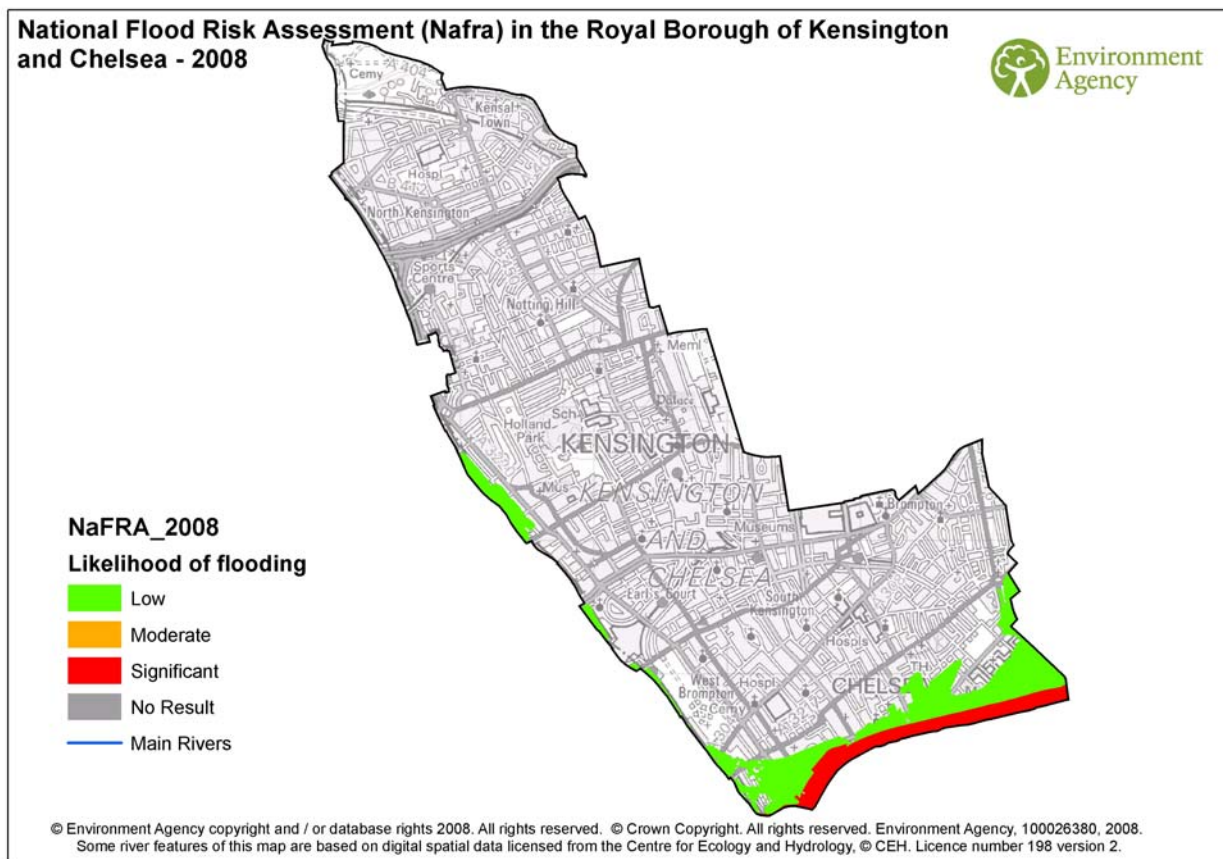 National Flood Risk Assessment (Nafra) in the Royal Borough of Kensington
and Chelsea - 2008
Environment
Agency
Cemy
A 404
Kensal
Town
Hospl
B 412
North Kensington
Sports
Centre
Notting Hill
Meml
Palace
Sch
Holland
Park
KENSINGTON
Mus
KENSINGTON
Museums
Brompton
AND
CHELSEA
Earl's Court
South
Kensington
Hospls
TH
CHELSEA
West
Brompton
Hospl
Cemy
NaFRA_2008
Likelihood of flooding
Low
Moderate
Significant
No Result
Main Rivers
© Environment Agency copyright and / or database rights 2008. All rights reserved. © Crown Copyright. All rights reserved. Environment Agency, 100026380, 2008.
Some river features of this map are based on digital spatial data licensed from the Centre for Ecology and Hydrology, © CEH. Licence number 198 version 2.